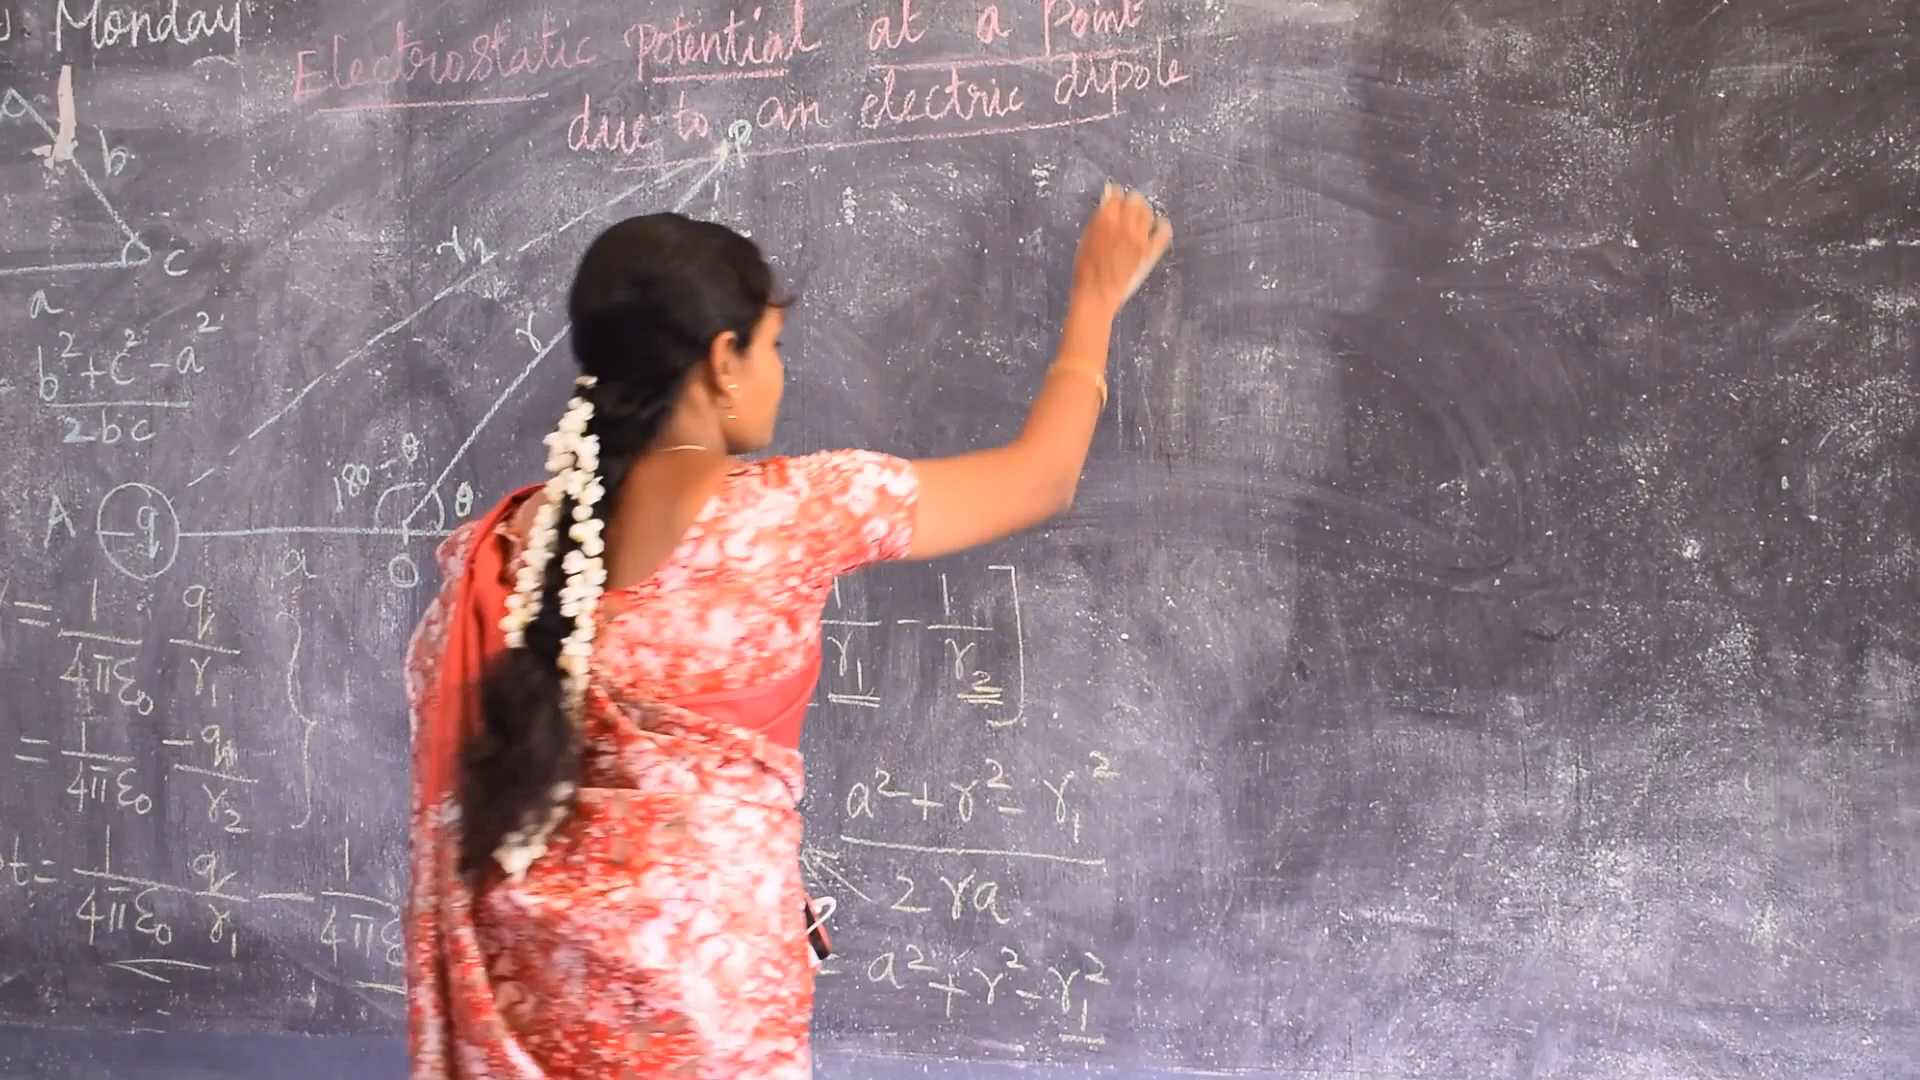 Monday
Electrostatic Potential at a Point
due to an electric dipole
P
b
C
a
r2
r
b²+c²-a²
2bc
180-θ
θ
A
-q
a
O
= 1/4πε0 q/r1
= 1/4πε0 -q/r2
1/r1 - 1/r2 ]
a²+r²-r1²
2ra
t= 1/4πε0 q/r1 - 1/4πε
a²+r²-r1²